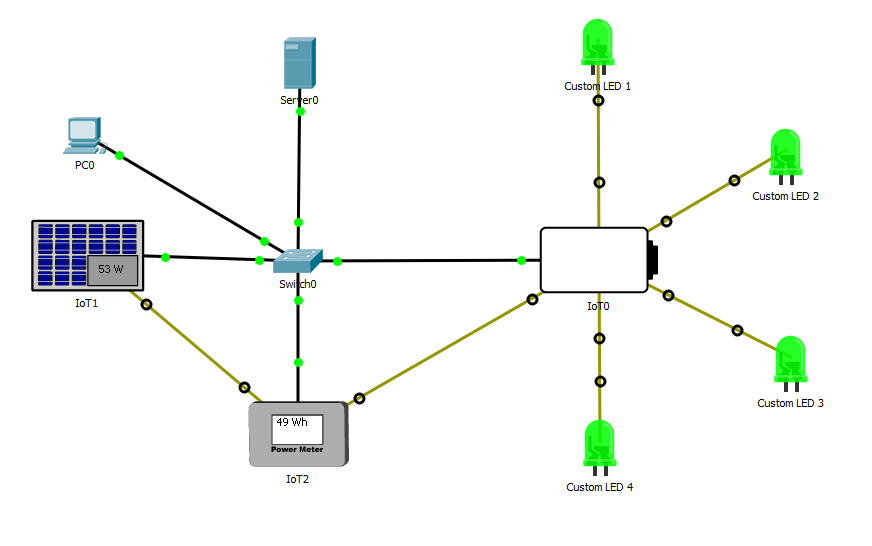 Custom LED 1
Server0
PC0
Custom LED 2
53 W
IoT1
Switch0
IoT0
Custom LED 3
49 Wh
Power Meter
IoT2
Custom LED 4